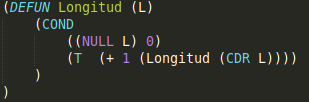 (DEFUN Longitud (L)
    (COND
        ((NULL L) 0)
        (T  (+ 1 (Longitud (CDR L))))
    )
)